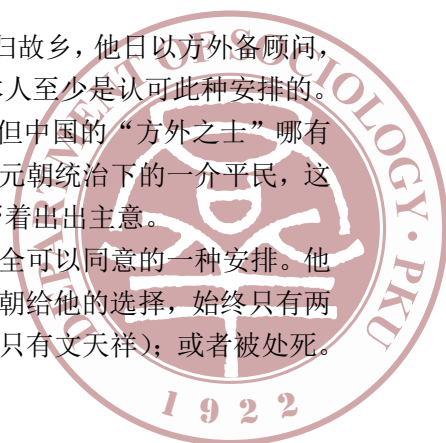 归故乡，他日以方外备顾问，
本人至少是认可此种安排的。
但中国的“方外之士”哪有
元朝统治下的一介平民，这
着出出主意。
全可以同意的一种安排。他
朝给他的选择，始终只有两
只有文天祥）；或者被处死。
DEPARTMENT OF SOCIOLOGY · PKU
1922